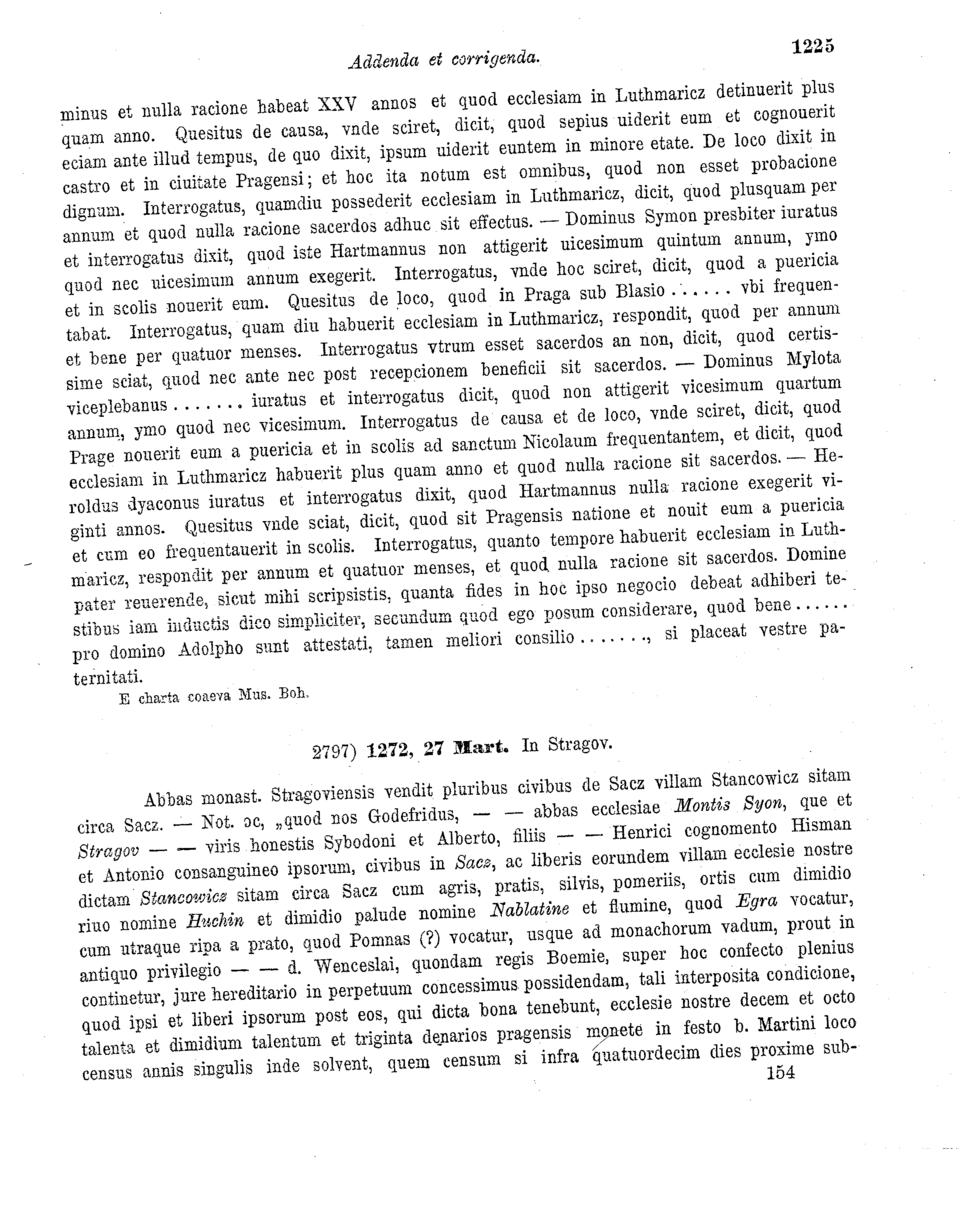 Addenda et corrigenda.
1225
minus et nulla racione habeat XXV annos et quod ecclesiam in Luthmaricz detinuerit plus
quam anno. Quesitus de causa, vnde sciret, dicit, quod sepius uiderit eum et cognouerit
eciam ante illud tempus, de quo dixit, ipsum uiderit euntem in minore etate. De loco dixit in
castro et in ciuitate Pragensi; et hoc ita notum est omnibus, quod non esset probacione
dignum. Interrogatus, quamdiu possederit ecclesiam in Luthmaricz, dicit, quod plusquam per
annum et quod nulla racione sacerdos adhuc sit effectus. — Dominus Symon presbiter iuratus
et interrogatus dixit, quod iste Hartmannus non attigerit uicesimum quintum annum, ymo
quod nec uicesimum annum exegerit. Interrogatus, vnde hoc sciret, dicit, quod a puericia
et in scolis nouerit eum. Quesitus de loco, quod in Praga sub Blasio . . . . . . vbi frequen-
tabat. Interrogatus, quam diu habuerit ecclesiam in Luthmaricz, respondit, quod per annum
et bene per quatuor menses. Interrogatus vtrum esset sacerdos an non, dicit, quod certis-
sime sciat, quod nec ante nec post recepcionem beneficii sit sacerdos. — Dominus Mylota
viceplebanus . . . . . . . iuratus et interrogatus dicit, quod non attigerit vicesimum quartum
annum, ymo quod nec vicesimum. Interrogatus de causa et de loco, vnde sciret, dicit, quod
Prage nouerit eum a puericia et in scolis ad sanctum Nicolaum frequentantem, et dicit, quod
ecclesiam in Luthmaricz habuerit plus quam anno et quod nulla racione sit sacerdos. — He-
roldus dyaconus iuratus et interrogatus dixit, quod Hartmannus nulla racione exegerit vi-
ginti annos. Quesitus vnde sciat, dicit, quod sit Pragensis natione et nouit eum a puericia
et cum eo frequentauerit in scolis. Interrogatus, quanto tempore habuerit ecclesiam in Luth-
maricz, respondit per annum et quatuor menses, et quod nulla racione sit sacerdos. Domine
pater reuerende, sicut mihi scripsistis, quanta fides in hoc ipso negocio debeat adhiberi te-
stibus iam inductis dico simpliciter, secundum quod ego posum considerare, quod bene . . . . . .
pro domino Adolpho sunt attestati, tamen meliori consilio . . . . . . ., si placeat vestre pa-
ternitati.
E charta coaeva Mus. Boh.
2797) 1272, 27 Mart. In Stragov.
Abbas monast. Stragoviensis vendit pluribus civibus de Sacz villam Stancowicz sitam
circa Sacz. — Not. ɔc, „quod nos Godefridus, — — abbas ecclesiae Montis Syon, que et
Stragov — — viris honestis Sybodoni et Alberto, filiis — — Henrici cognomento Hisman
et Antonio consanguineo ipsorum, civibus in Sacz, ac liberis eorundem villam ecclesie nostre
dictam Stancowicz sitam circa Sacz cum agris, pratis, silvis, pomeriis, ortis cum dimidio
riuo nomine Huchin et dimidio palude nomine Nablatine et flumine, quod Egra vocatur,
cum utraque ripa a prato, quod Pomnas (?) vocatur, usque ad monachorum vadum, prout in
antiquo privilegio — — d. Wenceslai, quondam regis Boemie, super hoc confecto plenius
continetur, jure hereditario in perpetuum concessimus possidendam, tali interposita condicione,
quod ipsi et liberi ipsorum post eos, qui dicta bona tenebunt, ecclesie nostre decem et octo
talenta et dimidium talentum et triginta denarios pragensis monete in festo b. Martini loco
census annis singulis inde solvent, quem censum si infra quatuordecim dies proxime sub-
154